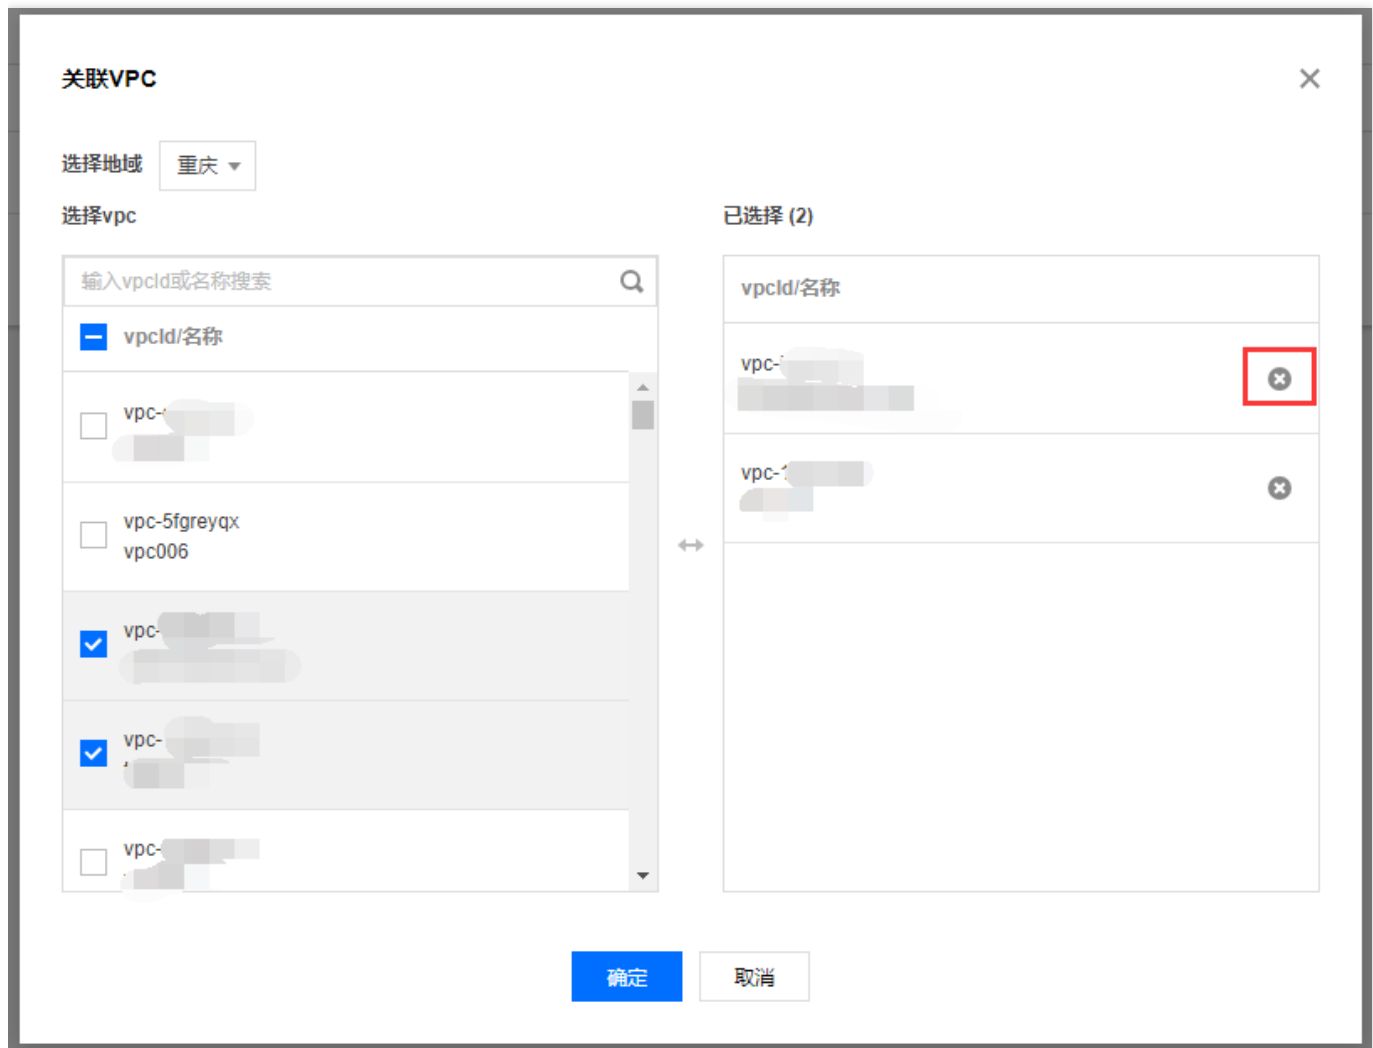 关联VPC
选择地域 重庆
选择vpc
输入vpcId或名称搜索
vpcId/名称
vpc-
vpc-5fgreyqx
vpc006
vpc-
vpc-
vpc-
已选择 (2)
vpcId/名称
vpc-
vpc-
确定 取消